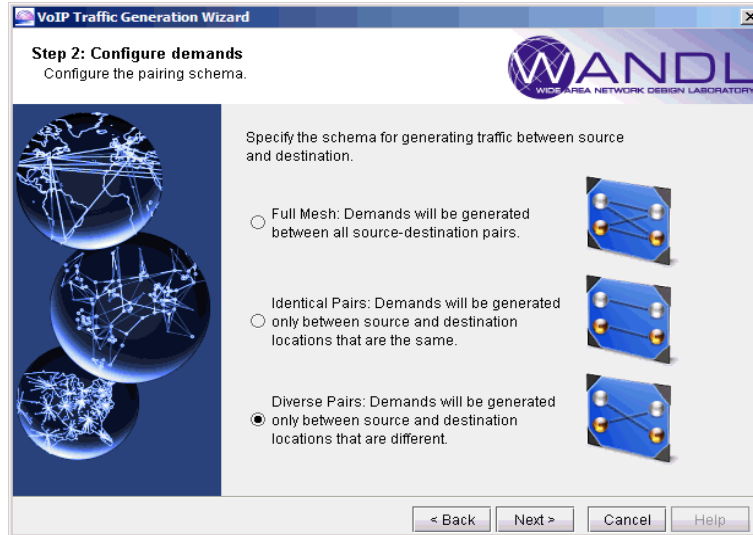 VoIP Traffic Generation Wizard
Step 2: Configure demands
Configure the pairing schema.
WANDL
WIDE AREA NETWORK DESIGN LABORATORY
Specify the schema for generating traffic between source
and destination.
Full Mesh: Demands will be generated
between all source-destination pairs.
Identical Pairs: Demands will be generated
only between source and destination
locations that are the same.
Diverse Pairs: Demands will be generated
only between source and destination
locations that are different.
< Back Next > Cancel Help